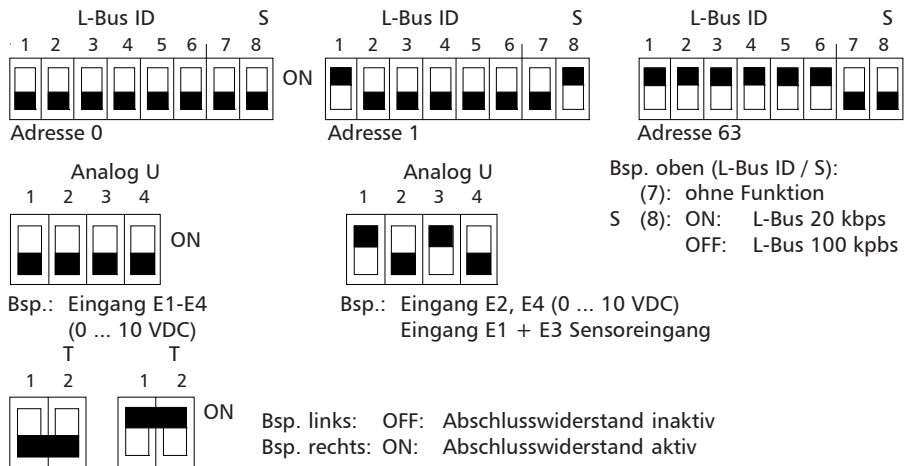 L-Bus ID S L-Bus ID S L-Bus ID S
1 2 3 4 5 6 7 8 1 2 3 4 5 6 7 8 1 2 3 4 5 6 7 8
ON
Adresse 0 Adresse 1 Adresse 63
Analog U Analog U
1 2 3 4 1 2 3 4
ON
Bsp. oben (L-Bus ID / S):
(7): ohne Funktion
S (8): ON: L-Bus 20 kbps
OFF: L-Bus 100 kpbs
Bsp.: Eingang E1-E4
(0 ... 10 VDC)
Bsp.: Eingang E2, E4 (0 ... 10 VDC)
Eingang E1 + E3 Sensoreingang
T T
1 2 1 2
ON
Bsp. links: OFF: Abschlusswiderstand inaktiv
Bsp. rechts: ON: Abschlusswiderstand aktiv